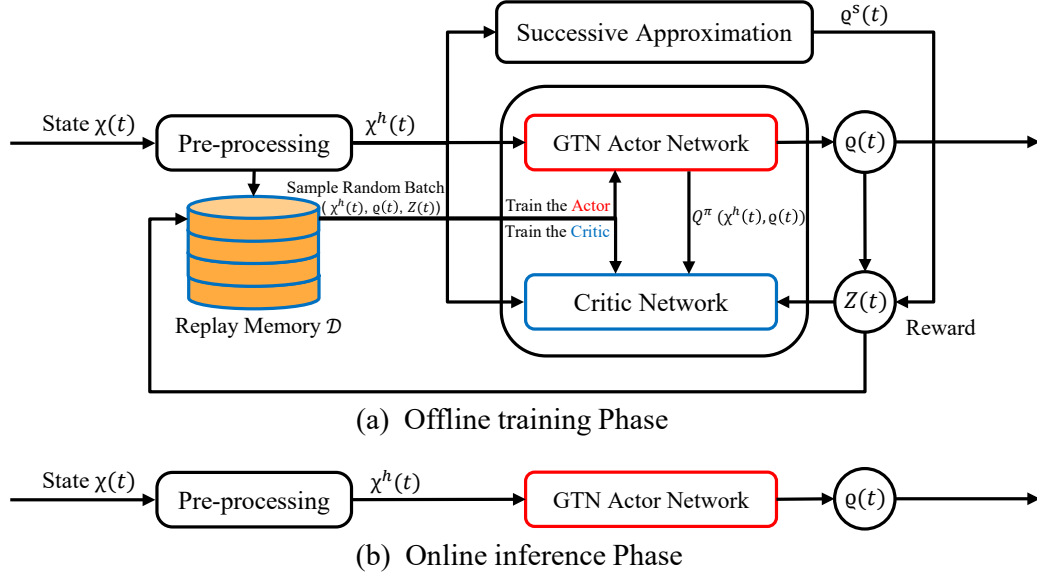 Successive Approximation
ϱˢ(t)
State χ(t)
Pre-processing
χʰ(t)
GTN Actor Network
ϱ(t)
Sample Random Batch
( χʰ(t), ϱ(t), Z(t))
Train the Actor
Train the Critic
Q^π (χʰ(t),ϱ(t))
Critic Network
Z(t)
Reward
Replay Memory 𝒟
(a) Offline training Phase
State χ(t)
Pre-processing
χʰ(t)
GTN Actor Network
ϱ(t)
(b) Online inference Phase